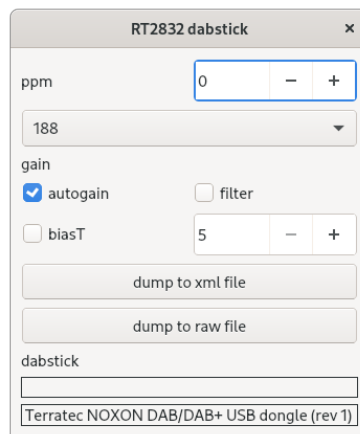 RT2832 dabstick ×
ppm 0 − +
188
gain
autogain filter
biasT 5 − +
dump to xml file
dump to raw file
dabstick
Terratec NOXON DAB/DAB+ USB dongle (rev 1)